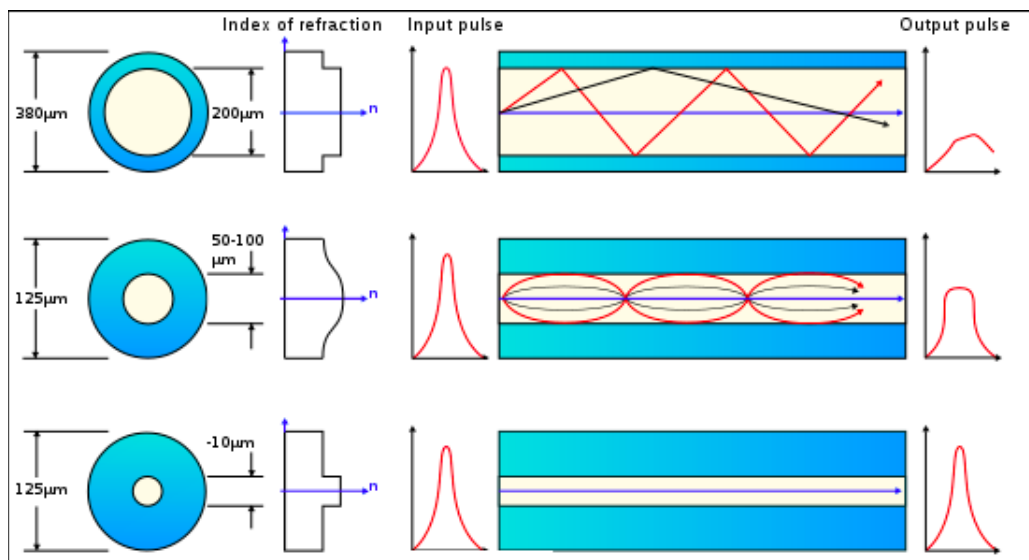 Index of refraction
Input pulse
Output pulse
380μm
200μm
n
50-100
μm
125μm
n
-10μm
125μm
n